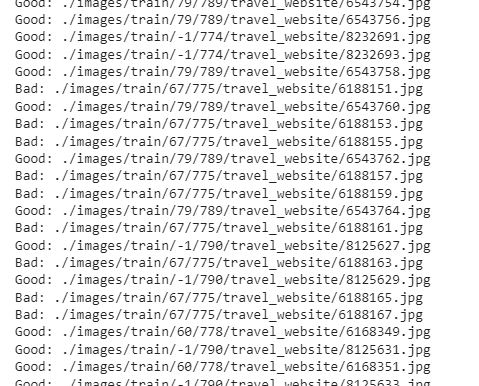 Good: ./images/train/79/789/travel_website/6543754.jpg
Good: ./images/train/79/789/travel_website/6543756.jpg
Good: ./images/train/-1/774/travel_website/8232691.jpg
Good: ./images/train/-1/774/travel_website/8232693.jpg
Good: ./images/train/79/789/travel_website/6543758.jpg
Bad: ./images/train/67/775/travel_website/6188151.jpg
Good: ./images/train/79/789/travel_website/6543760.jpg
Bad: ./images/train/67/775/travel_website/6188153.jpg
Bad: ./images/train/67/775/travel_website/6188155.jpg
Good: ./images/train/79/789/travel_website/6543762.jpg
Bad: ./images/train/67/775/travel_website/6188157.jpg
Bad: ./images/train/67/775/travel_website/6188159.jpg
Good: ./images/train/79/789/travel_website/6543764.jpg
Bad: ./images/train/67/775/travel_website/6188161.jpg
Good: ./images/train/-1/790/travel_website/8125627.jpg
Bad: ./images/train/67/775/travel_website/6188163.jpg
Good: ./images/train/-1/790/travel_website/8125629.jpg
Bad: ./images/train/67/775/travel_website/6188165.jpg
Bad: ./images/train/67/775/travel_website/6188167.jpg
Good: ./images/train/60/778/travel_website/6168349.jpg
Good: ./images/train/-1/790/travel_website/8125631.jpg
Good: ./images/train/60/778/travel_website/6168351.jpg
Good: ./images/train/-1/790/travel_website/8125633.jpg